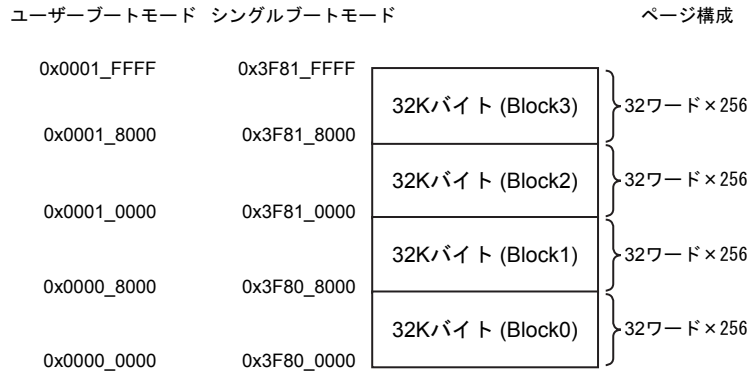 ユーザーブートモード シングルブートモード ページ構成
0x0001_FFFF 0x3F81_FFFF
32Kバイト (Block3) 32ワード×256
0x0001_8000 0x3F81_8000
32Kバイト (Block2) 32ワード×256
0x0001_0000 0x3F81_0000
32Kバイト (Block1) 32ワード×256
0x0000_8000 0x3F80_8000
32Kバイト (Block0) 32ワード×256
0x0000_0000 0x3F80_0000